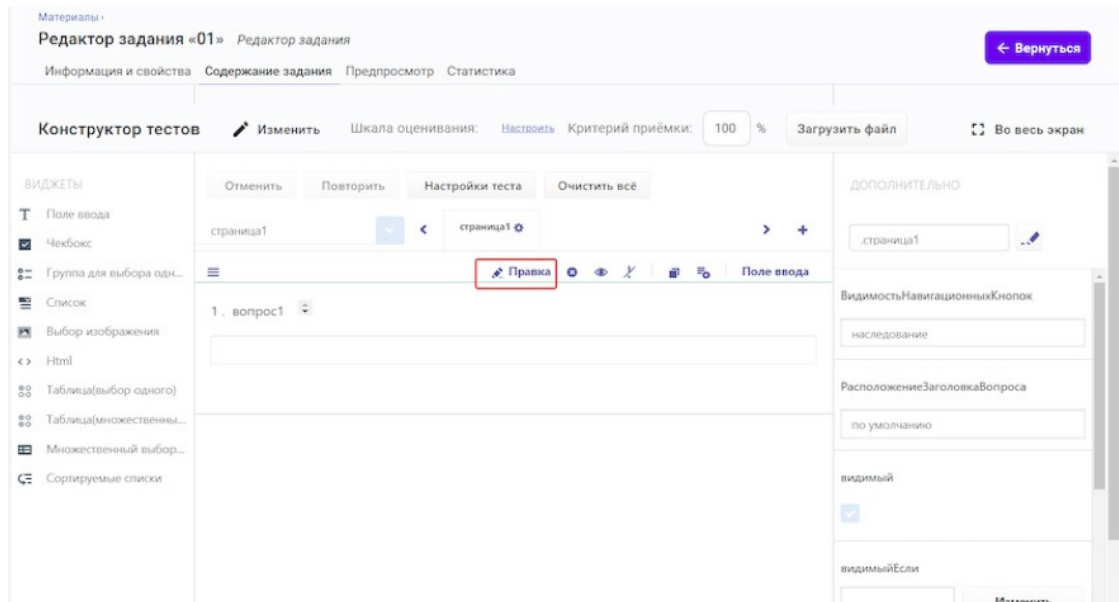 Материалы ›
Редактор задания «01» Редактор задания
← Вернуться
Информация и свойства Содержание задания Предпросмотр Статистика
Конструктор тестов Изменить Шкала оценивания: Настроить Критерий приёмки: 100 % Загрузить файл Во весь экран
ВИДЖЕТЫ
Поле ввода
Чекбокс
Группа для выбора одн...
Список
Выбор изображения
Html
Таблица(выбор одного)
Таблица(множественны...
Множественный выбор...
Сортируемые списки
Отменить Повторить Настройки теста Очистить всё
страница1 страница1
Правка Поле ввода
1 . вопрос1
ДОПОЛНИТЕЛЬНО
.страница1
ВидимостьНавигационныхКнопок
наследование
РасположениеЗаголовкаВопроса
по умолчанию
видимый
видимыйЕсли
Изменить